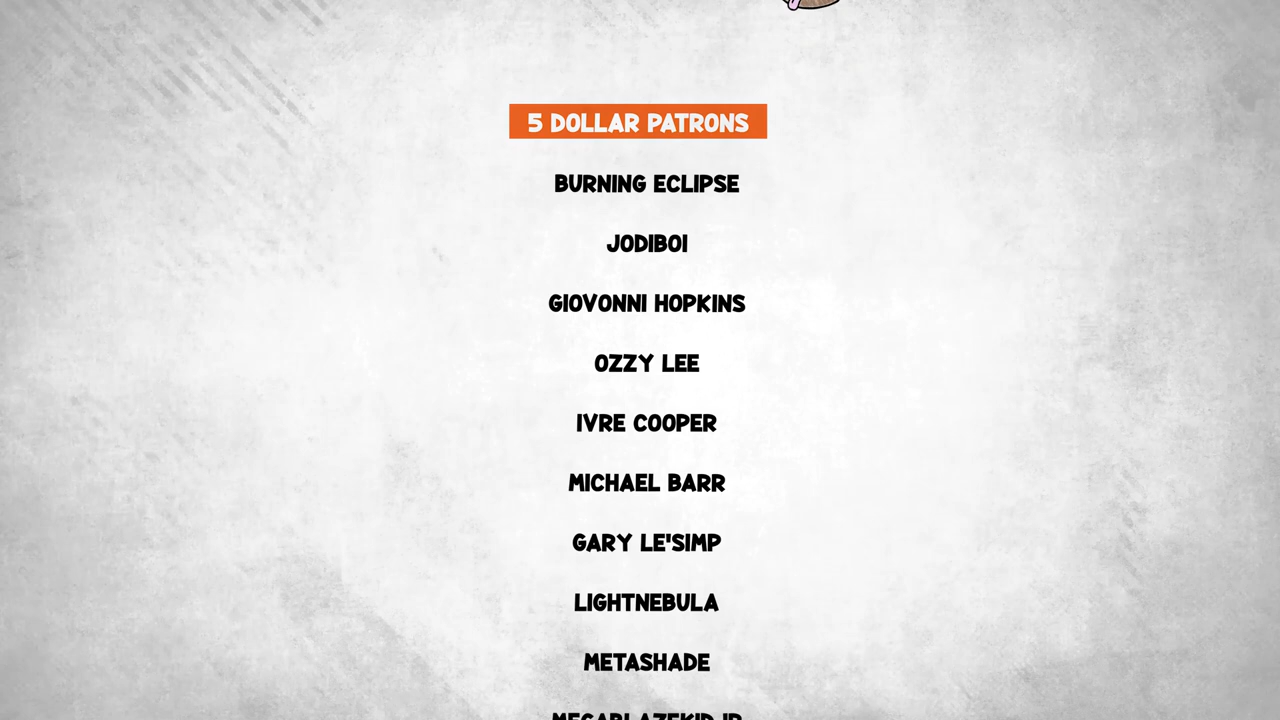 5 DOLLAR PATRONS
BURNING ECLIPSE
JODIBOI
GIOVONNI HOPKINS
OZZY LEE
IVRE COOPER
MICHAEL BARR
GARY LE'SIMP
LIGHTNEBULA
METASHADE